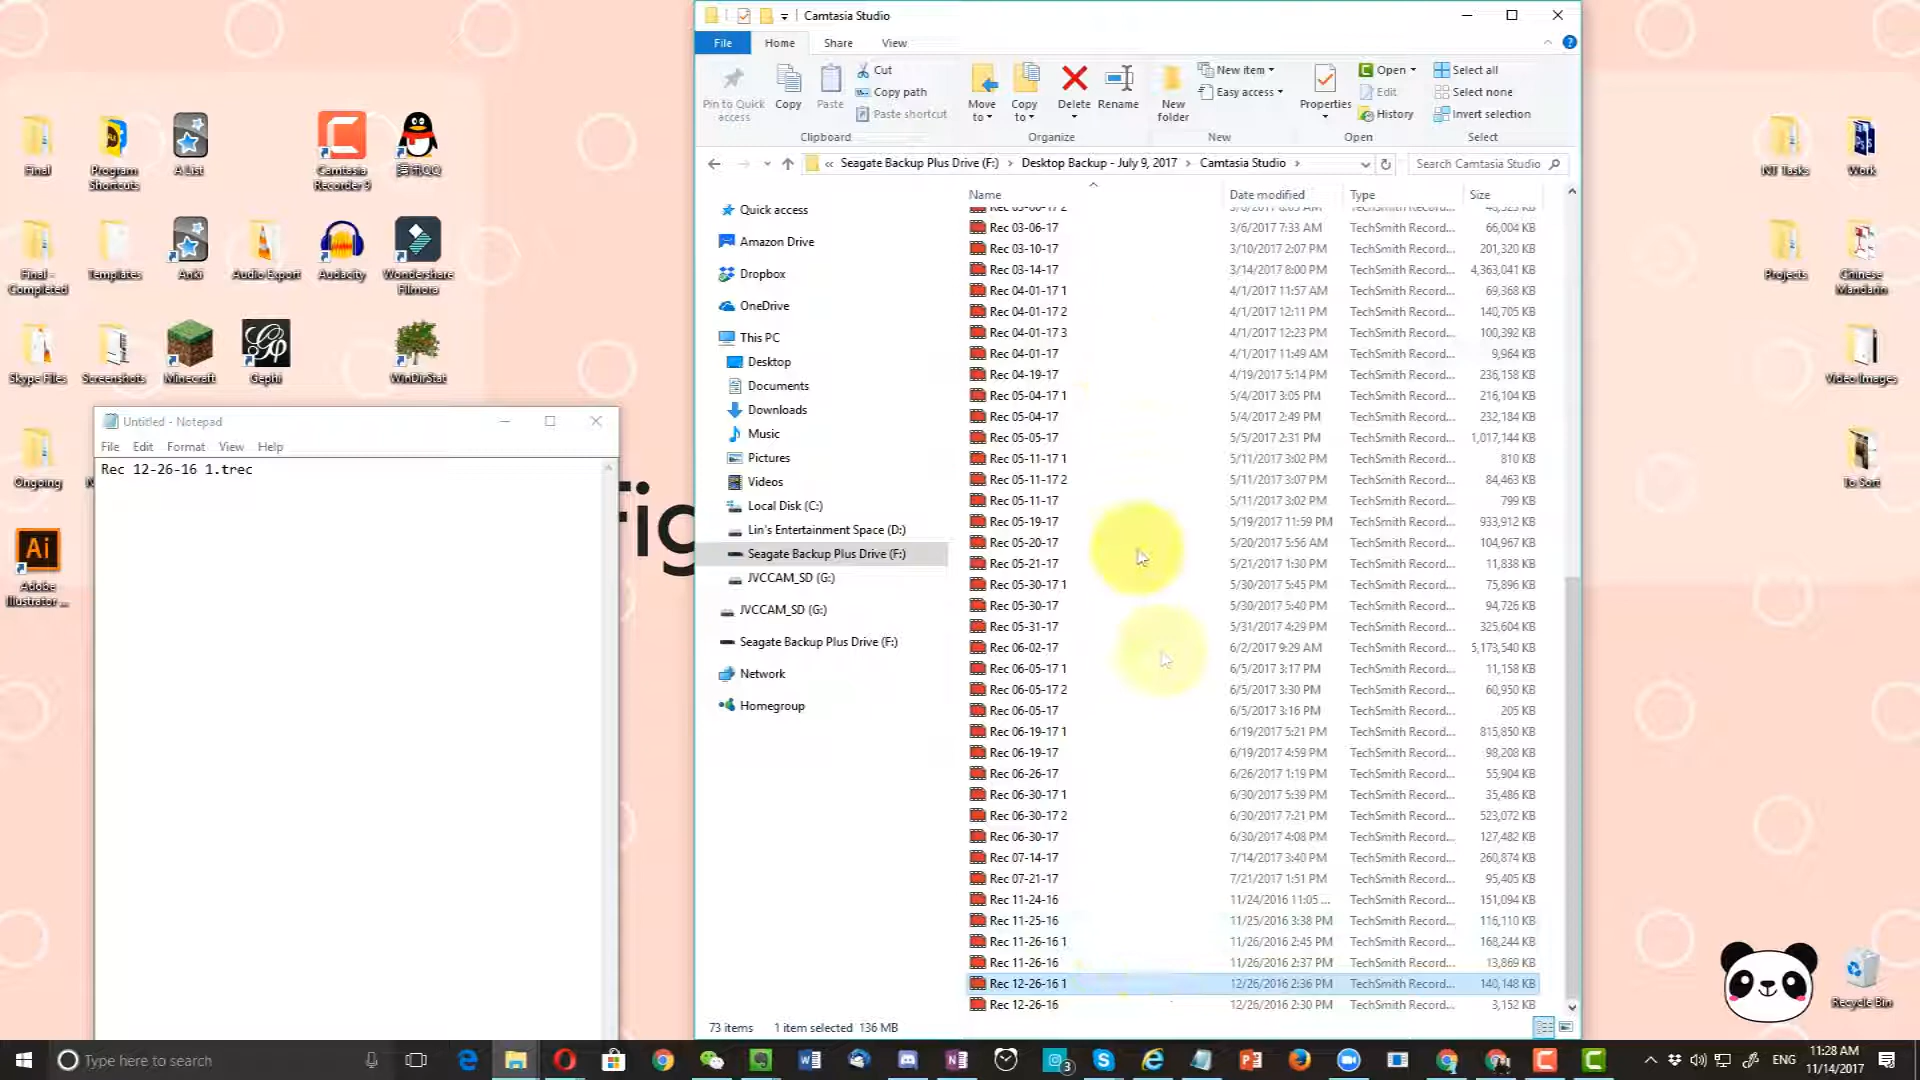 Camtasia Studio
File
Home
Share
View
Pin to Quick access
Copy
Paste
Cut
Copy path
Paste shortcut
Move to
Copy to
Delete
Rename
New folder
New item
Easy access
Properties
Open
Edit
History
Select all
Select none
Invert selection
Clipboard
Organize
New
Open
Select
« Seagate Backup Plus Drive (F:) > Desktop Backup - July 9, 2017 > Camtasia Studio >
Search Camtasia Studio
Name Date modified Type Size
Rec 03-06-17 3/6/2017 7:33 AM TechSmith Record... 66,004 KB
Rec 03-10-17 3/10/2017 2:07 PM TechSmith Record... 201,320 KB
Rec 03-14-17 3/14/2017 8:00 PM TechSmith Record... 4,363,041 KB
Rec 04-01-17 1 4/1/2017 11:57 AM TechSmith Record... 69,368 KB
Rec 04-01-17 2 4/1/2017 12:11 PM TechSmith Record... 140,705 KB
Rec 04-01-17 3 4/1/2017 12:23 PM TechSmith Record... 100,392 KB
Rec 04-01-17 4/1/2017 11:49 AM TechSmith Record... 9,964 KB
Rec 04-19-17 4/19/2017 5:14 PM TechSmith Record... 236,158 KB
Rec 05-04-17 1 5/4/2017 3:05 PM TechSmith Record... 216,104 KB
Rec 05-04-17 5/4/2017 2:49 PM TechSmith Record... 232,184 KB
Rec 05-05-17 5/5/2017 2:31 PM TechSmith Record... 1,017,144 KB
Rec 05-11-17 1 5/11/2017 3:02 PM TechSmith Record... 810 KB
Rec 05-11-17 2 5/11/2017 3:07 PM TechSmith Record... 84,463 KB
Rec 05-11-17 5/11/2017 3:02 PM TechSmith Record... 799 KB
Rec 05-19-17 5/19/2017 11:59 PM TechSmith Record... 933,912 KB
Rec 05-20-17 5/20/2017 5:56 AM TechSmith Record... 104,967 KB
Rec 05-21-17 5/21/2017 1:30 PM TechSmith Record... 11,838 KB
Rec 05-30-17 1 5/30/2017 5:45 PM TechSmith Record... 75,896 KB
Rec 05-30-17 5/30/2017 5:40 PM TechSmith Record... 94,726 KB
Rec 05-31-17 5/31/2017 4:29 PM TechSmith Record... 325,604 KB
Rec 06-02-17 6/2/2017 9:29 AM TechSmith Record... 5,173,540 KB
Rec 06-05-17 1 6/5/2017 3:17 PM TechSmith Record... 11,158 KB
Rec 06-05-17 2 6/5/2017 3:30 PM TechSmith Record... 60,950 KB
Rec 06-05-17 6/5/2017 3:16 PM TechSmith Record... 205 KB
Rec 06-19-17 1 6/19/2017 5:21 PM TechSmith Record... 815,850 KB
Rec 06-19-17 6/19/2017 4:59 PM TechSmith Record... 98,208 KB
Rec 06-26-17 6/26/2017 1:19 PM TechSmith Record... 55,904 KB
Rec 06-30-17 1 6/30/2017 5:39 PM TechSmith Record... 35,486 KB
Rec 06-30-17 2 6/30/2017 7:21 PM TechSmith Record... 523,072 KB
Rec 06-30-17 6/30/2017 4:08 PM TechSmith Record... 127,482 KB
Rec 07-14-17 7/14/2017 3:40 PM TechSmith Record... 260,874 KB
Rec 07-21-17 7/21/2017 1:51 PM TechSmith Record... 95,405 KB
Rec 11-24-16 11/24/2016 11:05 ... TechSmith Record... 151,094 KB
Rec 11-25-16 11/25/2016 3:38 PM TechSmith Record... 116,110 KB
Rec 11-26-16 1 11/26/2016 2:45 PM TechSmith Record... 168,244 KB
Rec 11-26-16 11/26/2016 2:37 PM TechSmith Record... 13,869 KB
Rec 12-26-16 1 12/26/2016 2:36 PM TechSmith Record... 140,148 KB
Rec 12-26-16 12/26/2016 2:30 PM TechSmith Record... 3,152 KB
73 items 1 item selected 136 MB
Quick access
Amazon Drive
Dropbox
OneDrive
This PC
Desktop
Documents
Downloads
Music
Pictures
Videos
Local Disk (C:)
Lin's Entertainment Space (D:)
Seagate Backup Plus Drive (F:)
JVCCAM_SD (G:)
JVCCAM_SD (G:)
Seagate Backup Plus Drive (F:)
Network
Homegroup
Final
Program Shortcuts
A List
Camtasia Recorder 9
腾讯QQ
Final - Completed
Templates
Anki
Audio Export
Audacity
Wondershare Filmora
Skype Files
Screenshots
Minecraft
Gephi
WinDirStat
Ongoing
Ai
Adobe Illustrator ...
Untitled - Notepad
File Edit Format View Help
Rec 12-26-16 1.trec
fig
NT Tasks
Work
Projects
Chinese Mandarin
Video Images
To Sort
Recycle Bin
Type here to search
3
ENG
11:28 AM
11/14/2017